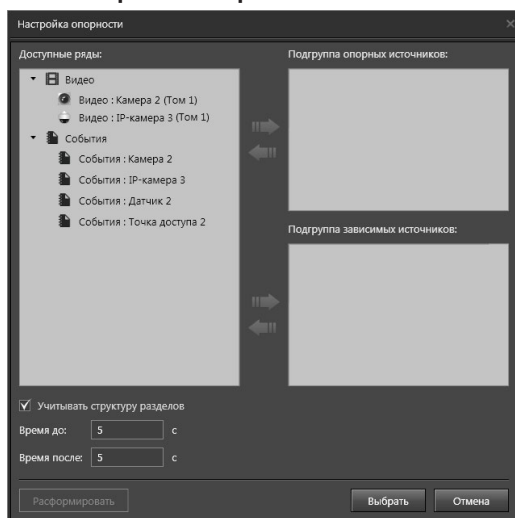 Настройка опорности
Доступные ряды:
Видео
Видео : Камера 2 (Том 1)
Видео : IP-камера 3 (Том 1)
События
События : Камера 2
События : IP-камера 3
События : Датчик 2
События : Точка доступа 2
Подгруппа опорных источников:
Подгруппа зависимых источников:
Учитывать структуру разделов
Время до: 5 с
Время после: 5 с
Расформировать Выбрать Отмена